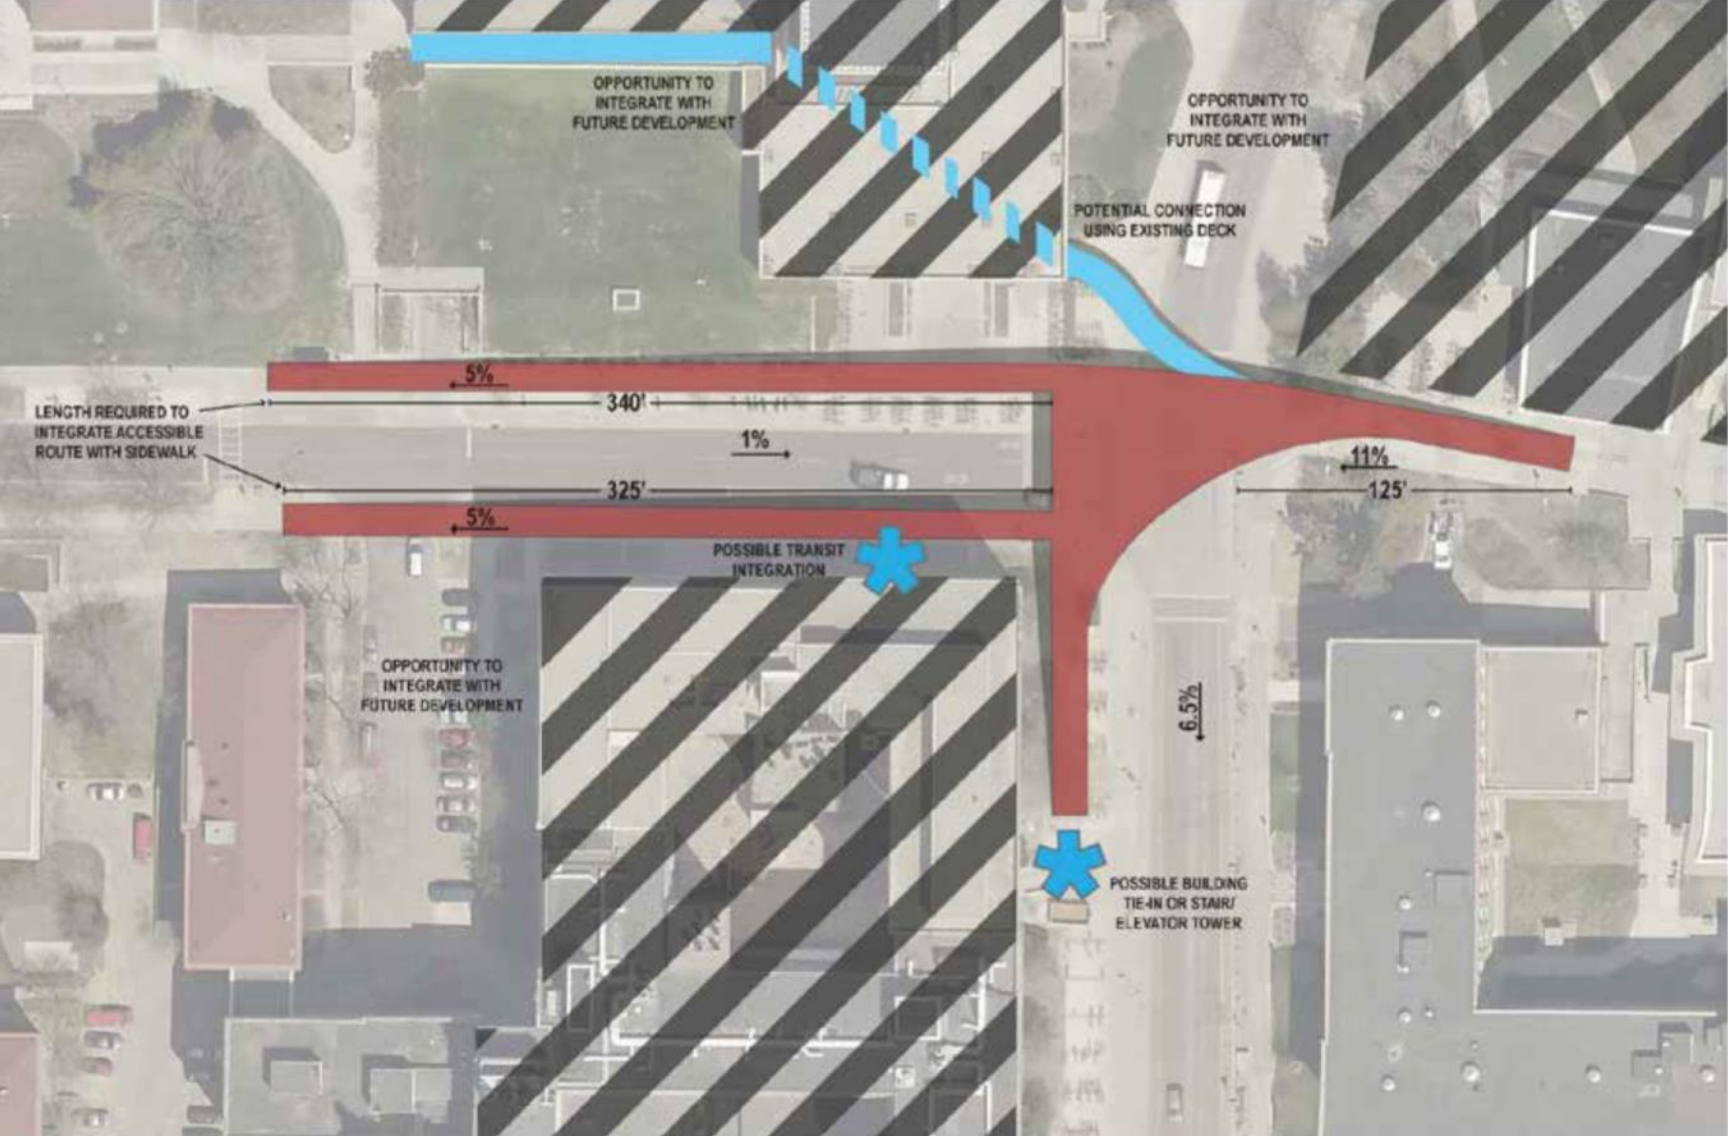 OPPORTUNITY TO
INTEGRATE WITH
FUTURE DEVELOPMENT
OPPORTUNITY TO
INTEGRATE WITH
FUTURE DEVELOPMENT
POTENTIAL CONNECTION
USING EXISTING DECK
5%
340'
LENGTH REQUIRED TO
INTEGRATE ACCESSIBLE
ROUTE WITH SIDEWALK
1%
11%
325'
125'
5%
POSSIBLE TRANSIT
INTEGRATION
OPPORTUNITY TO
INTEGRATE WITH
FUTURE DEVELOPMENT
6.5%
POSSIBLE BUILDING
TIE-IN OR STAIR/
ELEVATOR TOWER